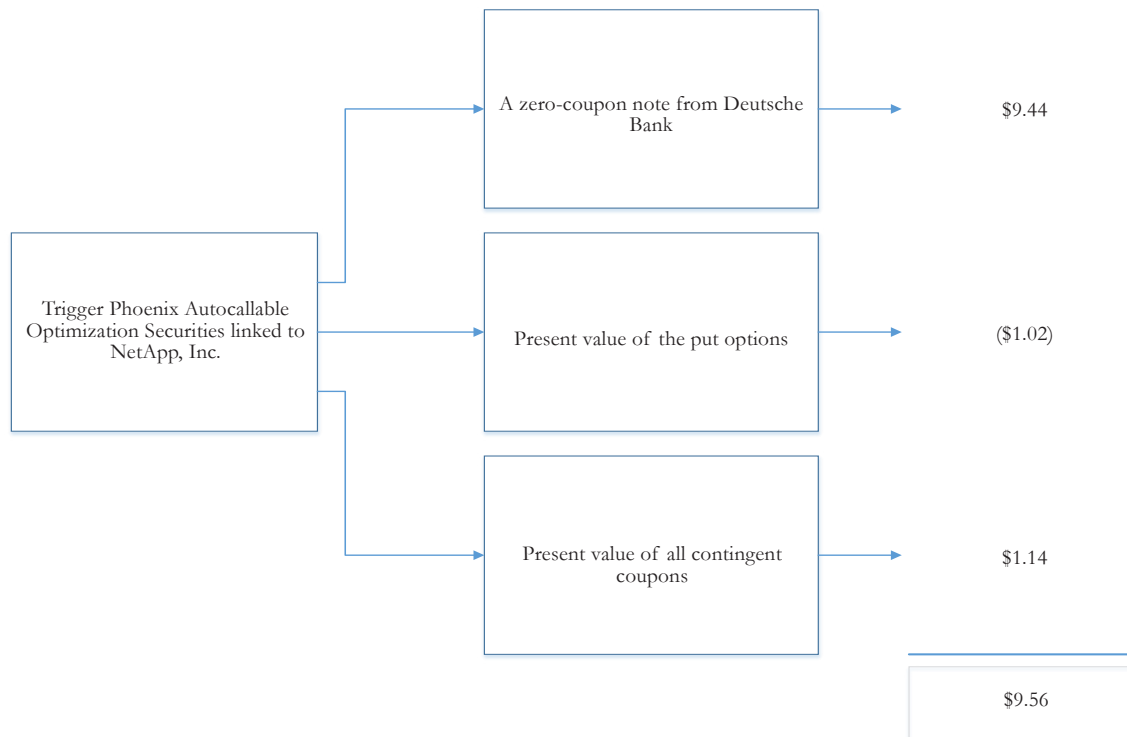 A zero-coupon note from Deutsche
Bank
$9.44
Trigger Phoenix Autocallable
Optimization Securities linked to
NetApp, Inc.
Present value of the put options
($1.02)
Present value of all contingent
coupons
$1.14
$9.56